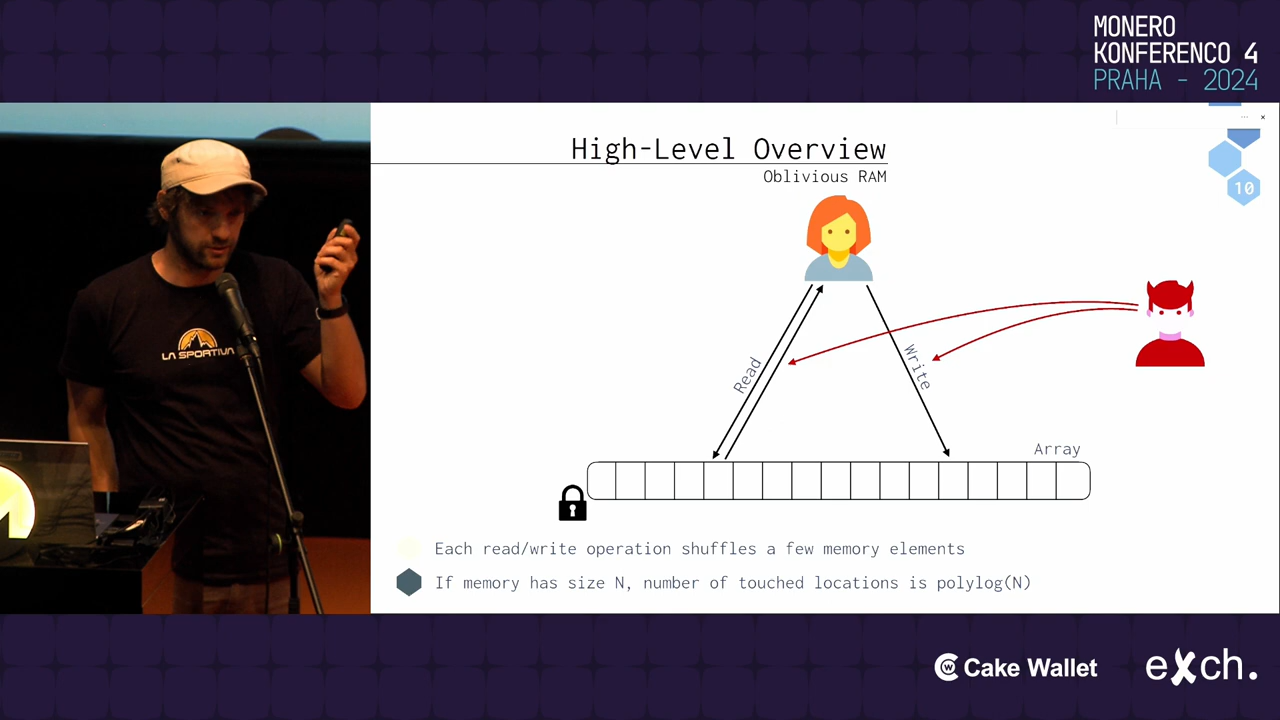 MONERO
KONFERENCO 4
PRAHA - 2024
High-Level Overview
Oblivious RAM
10
LA SPORTIVA
Read
Write
Array
Each read/write operation shuffles a few memory elements
If memory has size N, number of touched locations is polylog(N)
Cake Wallet
exch.